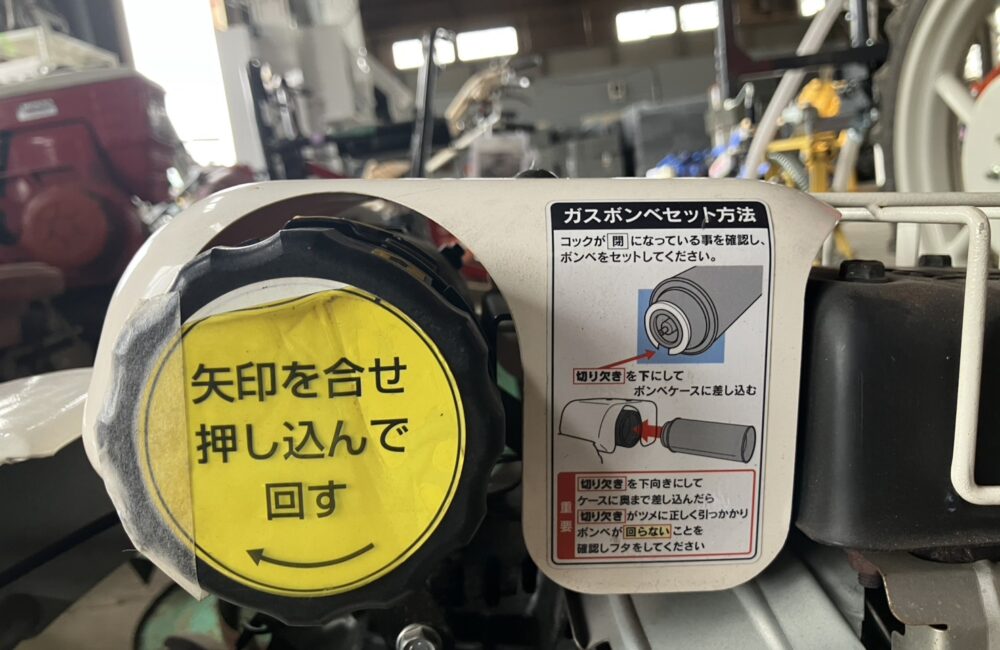 矢印を合せ
押し込んで
回す
ガスボンベセット方法
コックが 閉 になっている事を確認し、
ボンベをセットしてください。
切り欠き を下にして
ボンベケースに差し込む
重要
切り欠き を下向きにして
ケースに奥まで差し込んだら
切り欠き がツメに正しく引っかかり
ボンベが 回らない ことを
確認しフタをしてください